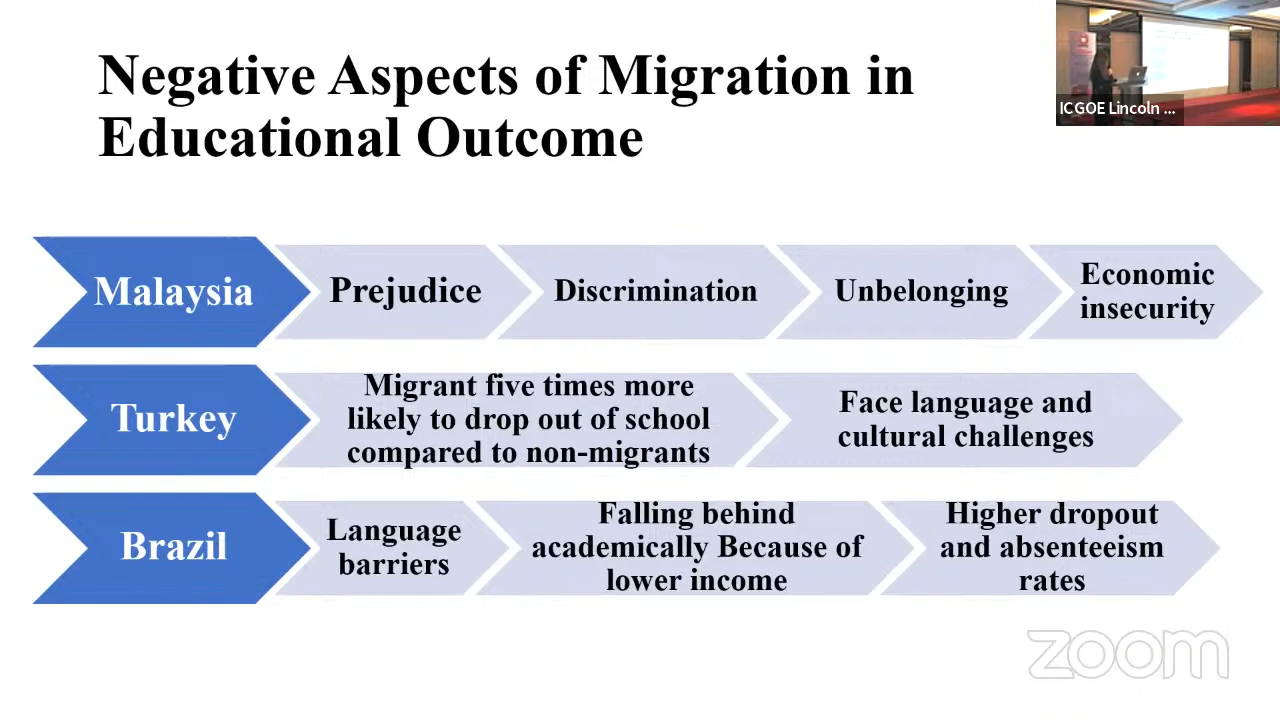 Negative Aspects of Migration in
Educational Outcome
ICGOE Lincoln ...
Malaysia
Prejudice
Discrimination
Unbelonging
Economic
insecurity
Turkey
Migrant five times more
likely to drop out of school
compared to non-migrants
Face language and
cultural challenges
Brazil
Language
barriers
Falling behind
academically Because of
lower income
Higher dropout
and absenteeism
rates
zoom